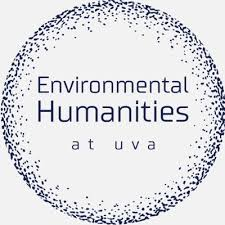 Environmental
Humanities
at uva